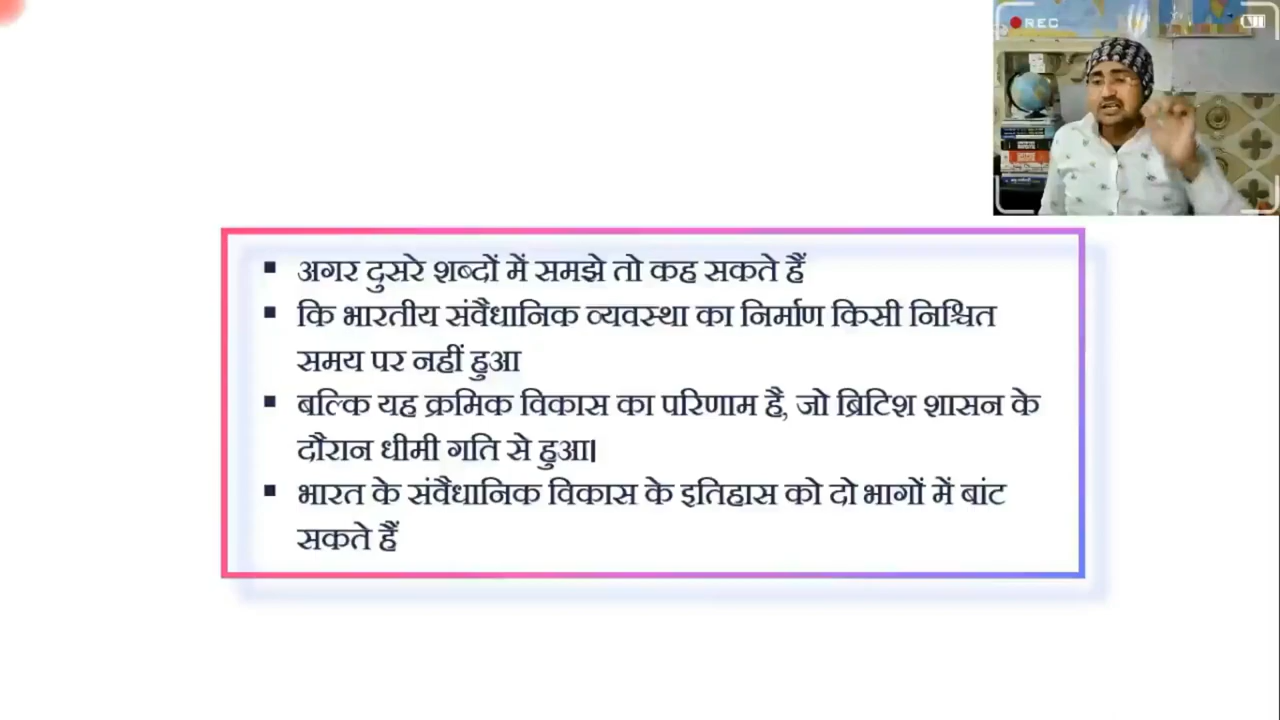 REC
▪ अगर दुसरे शब्दों में समझे तो कह सकते हैं
▪ कि भारतीय संवैधानिक व्यवस्था का निर्माण किसी निश्चित
समय पर नहीं हुआ
▪ बल्कि यह क्रमिक विकास का परिणाम है, जो ब्रिटिश शासन के
दौरान धीमी गति से हुआ।
▪ भारत के संवैधानिक विकास के इतिहास को दो भागों में बांट
सकते हैं